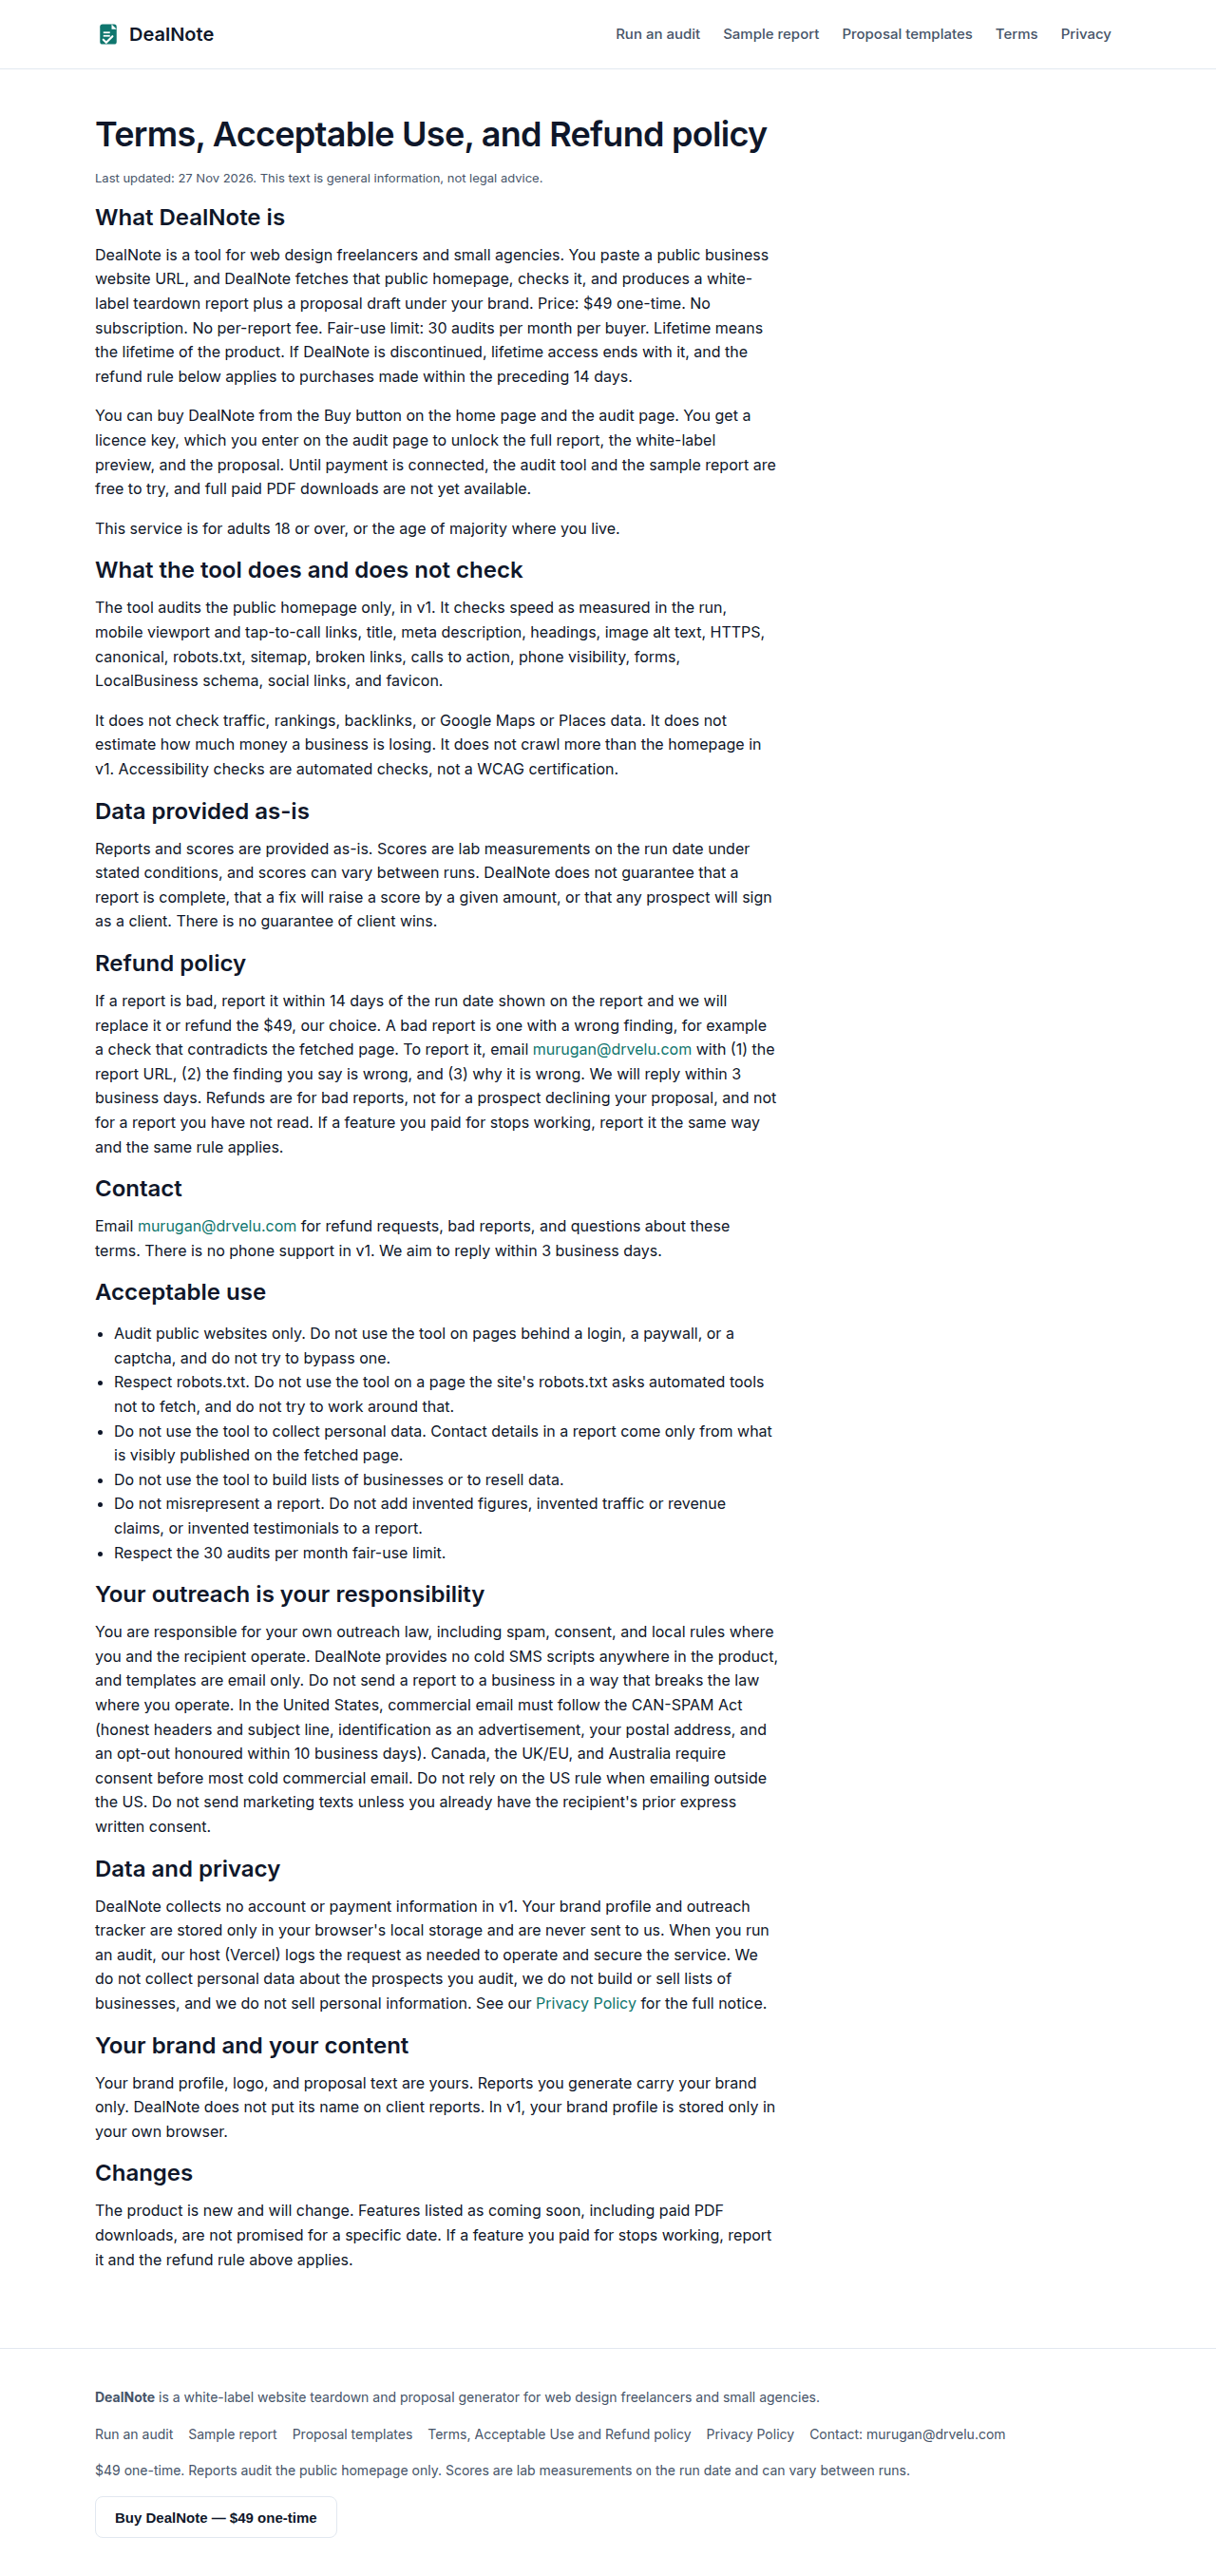 DealNote
Run an audit Sample report Proposal templates Terms Privacy
Terms, Acceptable Use, and Refund policy
Last updated: 27 Nov 2026. This text is general information, not legal advice.
What DealNote is
DealNote is a tool for web design freelancers and small agencies. You paste a public business
website URL, and DealNote fetches that public homepage, checks it, and produces a white-
label teardown report plus a proposal draft under your brand. Price: $49 one-time. No
subscription. No per-report fee. Fair-use limit: 30 audits per month per buyer. Lifetime means
the lifetime of the product. If DealNote is discontinued, lifetime access ends with it, and the
refund rule below applies to purchases made within the preceding 14 days.
You can buy DealNote from the Buy button on the home page and the audit page. You get a
licence key, which you enter on the audit page to unlock the full report, the white-label
preview, and the proposal. Until payment is connected, the audit tool and the sample report are
free to try, and full paid PDF downloads are not yet available.
This service is for adults 18 or over, or the age of majority where you live.
What the tool does and does not check
The tool audits the public homepage only, in v1. It checks speed as measured in the run,
mobile viewport and tap-to-call links, title, meta description, headings, image alt text, HTTPS,
canonical, robots.txt, sitemap, broken links, calls to action, phone visibility, forms,
LocalBusiness schema, social links, and favicon.
It does not check traffic, rankings, backlinks, or Google Maps or Places data. It does not
estimate how much money a business is losing. It does not crawl more than the homepage in
v1. Accessibility checks are automated checks, not a WCAG certification.
Data provided as-is
Reports and scores are provided as-is. Scores are lab measurements on the run date under
stated conditions, and scores can vary between runs. DealNote does not guarantee that a
report is complete, that a fix will raise a score by a given amount, or that any prospect will sign
as a client. There is no guarantee of client wins.
Refund policy
If a report is bad, report it within 14 days of the run date shown on the report and we will
replace it or refund the $49, our choice. A bad report is one with a wrong finding, for example
a check that contradicts the fetched page. To report it, email murugan@drvelu.com with (1) the
report URL, (2) the finding you say is wrong, and (3) why it is wrong. We will reply within 3
business days. Refunds are for bad reports, not for a prospect declining your proposal, and not
for a report you have not read. If a feature you paid for stops working, report it the same way
and the same rule applies.
Contact
Email murugan@drvelu.com for refund requests, bad reports, and questions about these
terms. There is no phone support in v1. We aim to reply within 3 business days.
Acceptable use
• Audit public websites only. Do not use the tool on pages behind a login, a paywall, or a
captcha, and do not try to bypass one.
• Respect robots.txt. Do not use the tool on a page the site's robots.txt asks automated tools
not to fetch, and do not try to work around that.
• Do not use the tool to collect personal data. Contact details in a report come only from what
is visibly published on the fetched page.
• Do not use the tool to build lists of businesses or to resell data.
• Do not misrepresent a report. Do not add invented figures, invented traffic or revenue
claims, or invented testimonials to a report.
• Respect the 30 audits per month fair-use limit.
Your outreach is your responsibility
You are responsible for your own outreach law, including spam, consent, and local rules where
you and the recipient operate. DealNote provides no cold SMS scripts anywhere in the product,
and templates are email only. Do not send a report to a business in a way that breaks the law
where you operate. In the United States, commercial email must follow the CAN-SPAM Act
(honest headers and subject line, identification as an advertisement, your postal address, and
an opt-out honoured within 10 business days). Canada, the UK/EU, and Australia require
consent before most cold commercial email. Do not rely on the US rule when emailing outside
the US. Do not send marketing texts unless you already have the recipient's prior express
written consent.
Data and privacy
DealNote collects no account or payment information in v1. Your brand profile and outreach
tracker are stored only in your browser's local storage and are never sent to us. When you run
an audit, our host (Vercel) logs the request as needed to operate and secure the service. We
do not collect personal data about the prospects you audit, we do not build or sell lists of
businesses, and we do not sell personal information. See our Privacy Policy for the full notice.
Your brand and your content
Your brand profile, logo, and proposal text are yours. Reports you generate carry your brand
only. DealNote does not put its name on client reports. In v1, your brand profile is stored only in
your own browser.
Changes
The product is new and will change. Features listed as coming soon, including paid PDF
downloads, are not promised for a specific date. If a feature you paid for stops working, report
it and the refund rule above applies.
DealNote is a white-label website teardown and proposal generator for web design freelancers and small agencies.
Run an audit Sample report Proposal templates Terms, Acceptable Use and Refund policy Privacy Policy Contact: murugan@drvelu.com
$49 one-time. Reports audit the public homepage only. Scores are lab measurements on the run date and can vary between runs.
Buy DealNote — $49 one-time